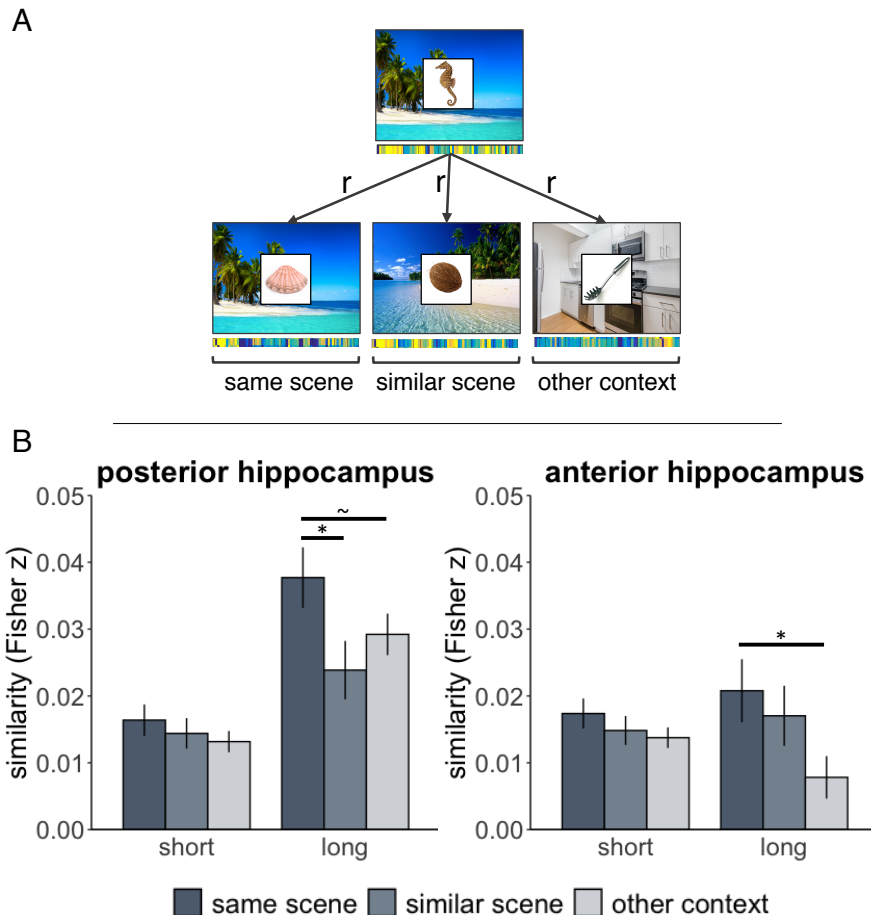 A
r r r
same scene similar scene other context
B
posterior hippocampus anterior hippocampus
similarity (Fisher z)
0.05
0.04
0.03
0.02
0.01
0.00
~
*
short long
similarity (Fisher z)
0.05
0.04
0.03
0.02
0.01
0.00
*
short long
same scene similar scene other context